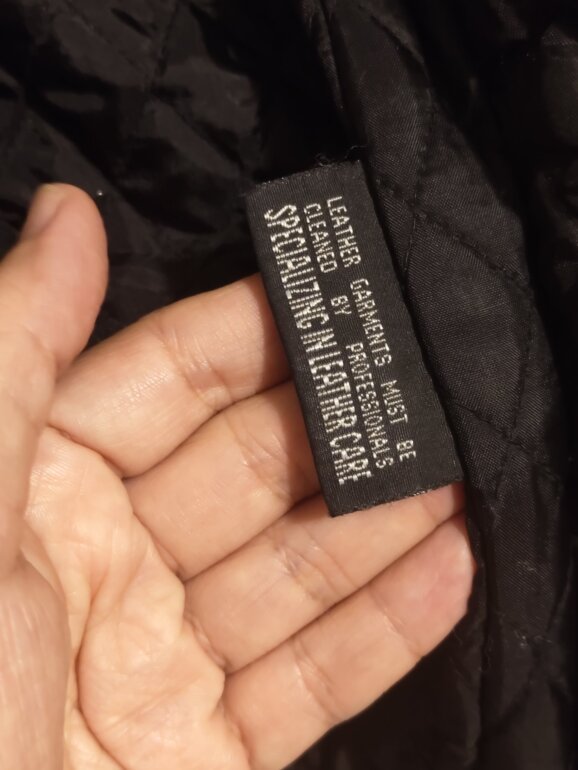 LEATHER GARMENTS MUST BE
CLEANED BY PROFESSIONALS
SPECIALIZING IN LEATHER CARE